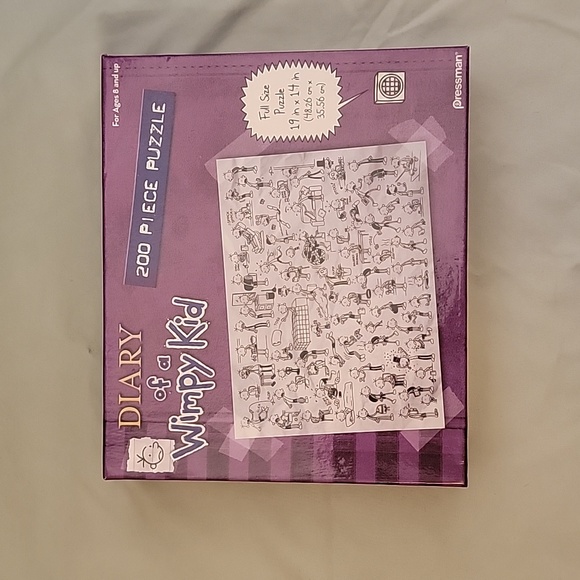 For Ages 8 and up
DIARY
of a
Wimpy Kid
200 PIECE PUZZLE
Full Size
Puzzle
19 in x 14 in
(48.26 cm x
35.56 cm)
pressman®